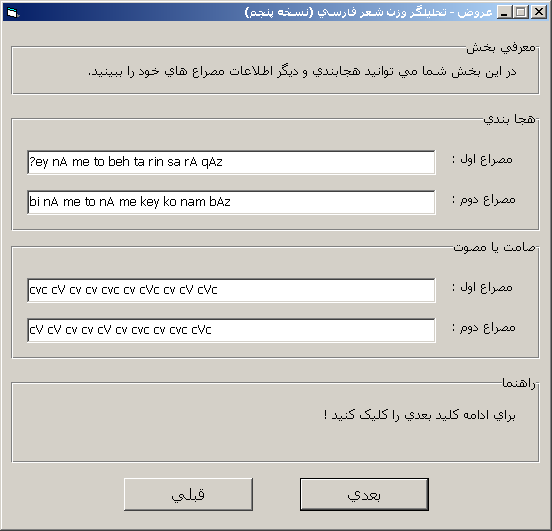 عروض - تحليلگر وزن شعر فارسي (نسخه پنجم)
معرفي بخش
در اين بخش شما مي توانيد هجابندي و ديگر اطلاعات مصراع هاي خود را ببينيد.
هجا بندي
مصراع اول :
?ey nA me to beh ta rin sa rA qAz
مصراع دوم :
bi nA me to nA me key ko nam bAz
صامت يا مصوت
مصراع اول :
cvc cV cv cv cvc cv cVc cv cV cVc
مصراع دوم :
cV cV cv cv cV cv cvc cv cvc cVc
راهنما
براي ادامه کليد بعدي را کليک کنيد !
قبلي
بعدي